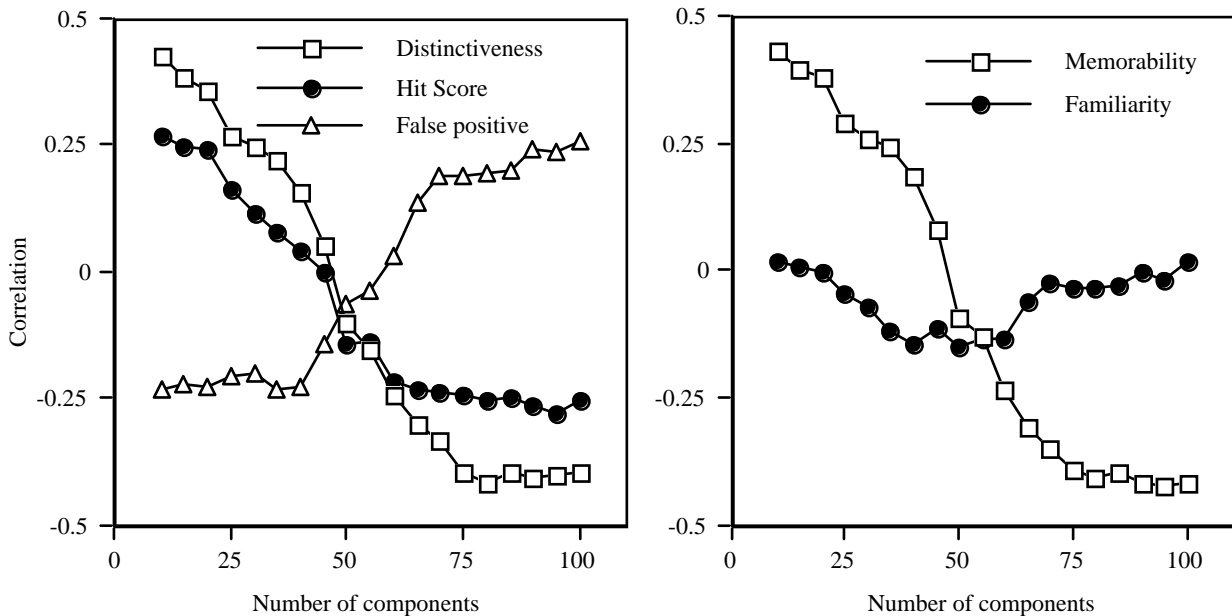 0.5
0.25
0
-0.25
-0.5
Correlation
Distinctiveness
Hit Score
False positive
0 25 50 75 100
Number of components
0.5
0.25
0
-0.25
-0.5
Memorability
Familiarity
0 25 50 75 100
Number of components